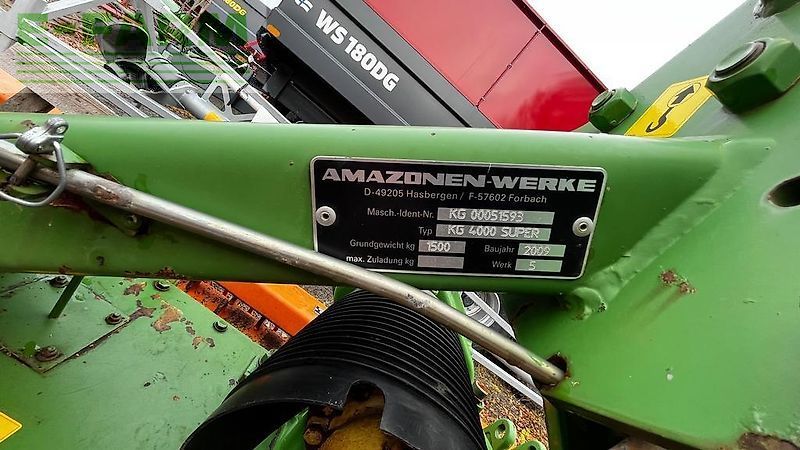 WS 180DG
AMAZONEN-WERKE
D-49205 Hasbergen / F-57602 Forbach
Masch.-Ident-Nr. KG 00051593
Typ KG 4000 SUPER
Grundgewicht kg 1500 Baujahr 2009
max. Zuladung kg Werk 5